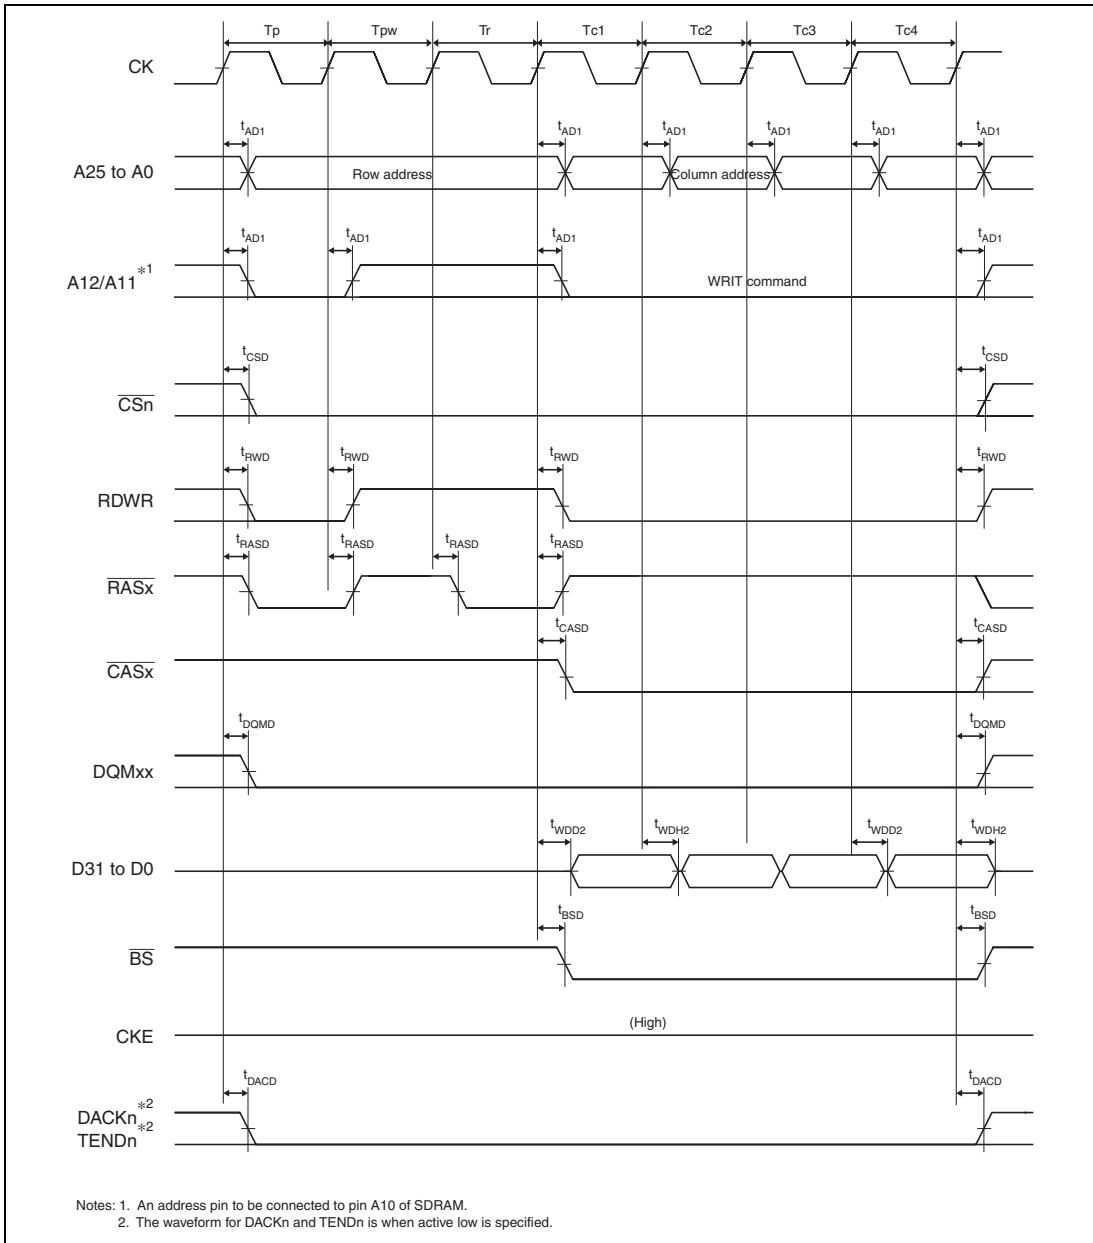 Tp Tpw Tr Tc1 Tc2 Tc3 Tc4
CK
tAD1 tAD1 tAD1 tAD1 tAD1 tAD1
A25 to A0 Row address Column address
tAD1 tAD1 tAD1 tAD1
A12/A11*1 WRIT command
tCSD tCSD
CSn
tRWD tRWD tRWD tRWD
RDWR
tRASD tRASD tRASD tRASD
RASx
tCASD tCASD
CASx
tDQMD tDQMD
DQMxx
tWDD2 tWDH2 tWDD2 tWDH2
D31 to D0
tBSD tBSD
BS
(High)
CKE
tDACD tDACD
DACKn*2
TENDn*2
Notes: 1. An address pin to be connected to pin A10 of SDRAM.
2. The waveform for DACKn and TENDn is when active low is specified.